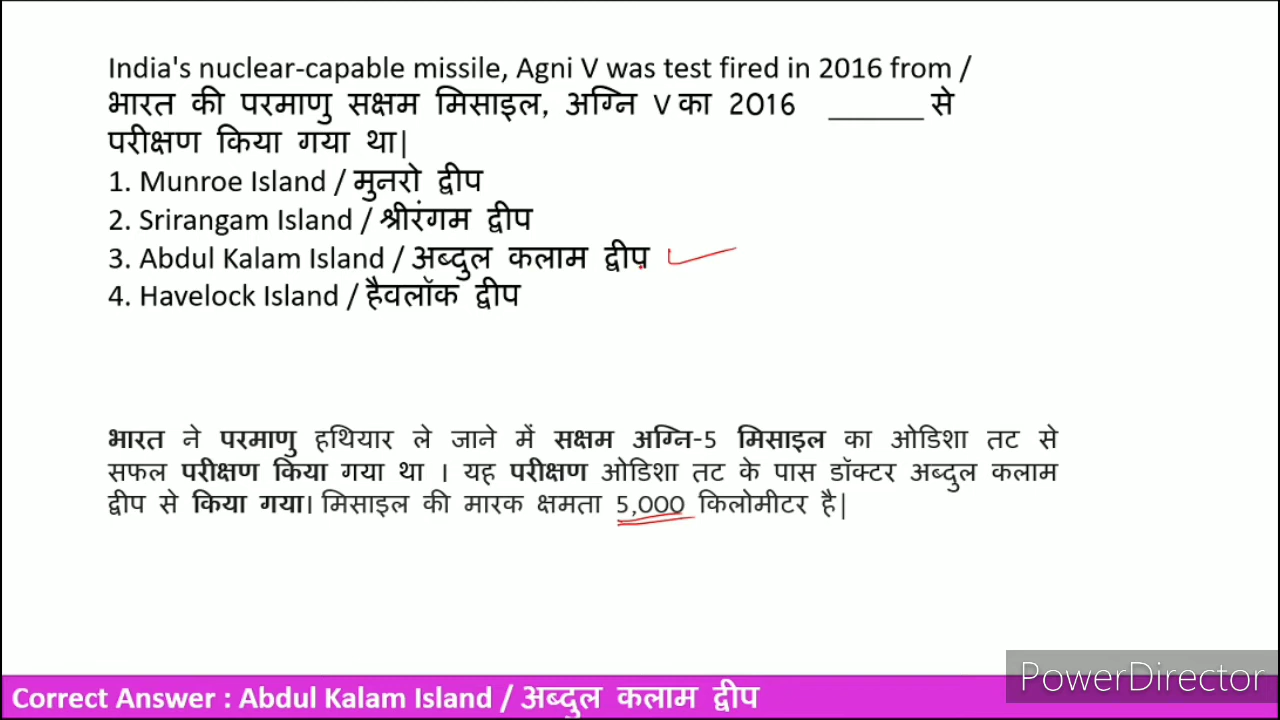 India's nuclear-capable missile, Agni V was test fired in 2016 from /
भारत की परमाणु सक्षम मिसाइल, अग्नि V का 2016 ______ से
परीक्षण किया गया था|
1. Munroe Island / मुनरो द्वीप
2. Srirangam Island / श्रीरंगम द्वीप
3. Abdul Kalam Island / अब्दुल कलाम द्वीप
4. Havelock Island / हैवलॉक द्वीप
भारत ने परमाणु हथियार ले जाने में सक्षम अग्नि-5 मिसाइल का ओडिशा तट से
सफल परीक्षण किया गया था । यह परीक्षण ओडिशा तट के पास डॉक्टर अब्दुल कलाम
द्वीप से किया गया। मिसाइल की मारक क्षमता 5,000 किलोमीटर है|
PowerDirector
Correct Answer : Abdul Kalam Island / अब्दुल कलाम द्वीप